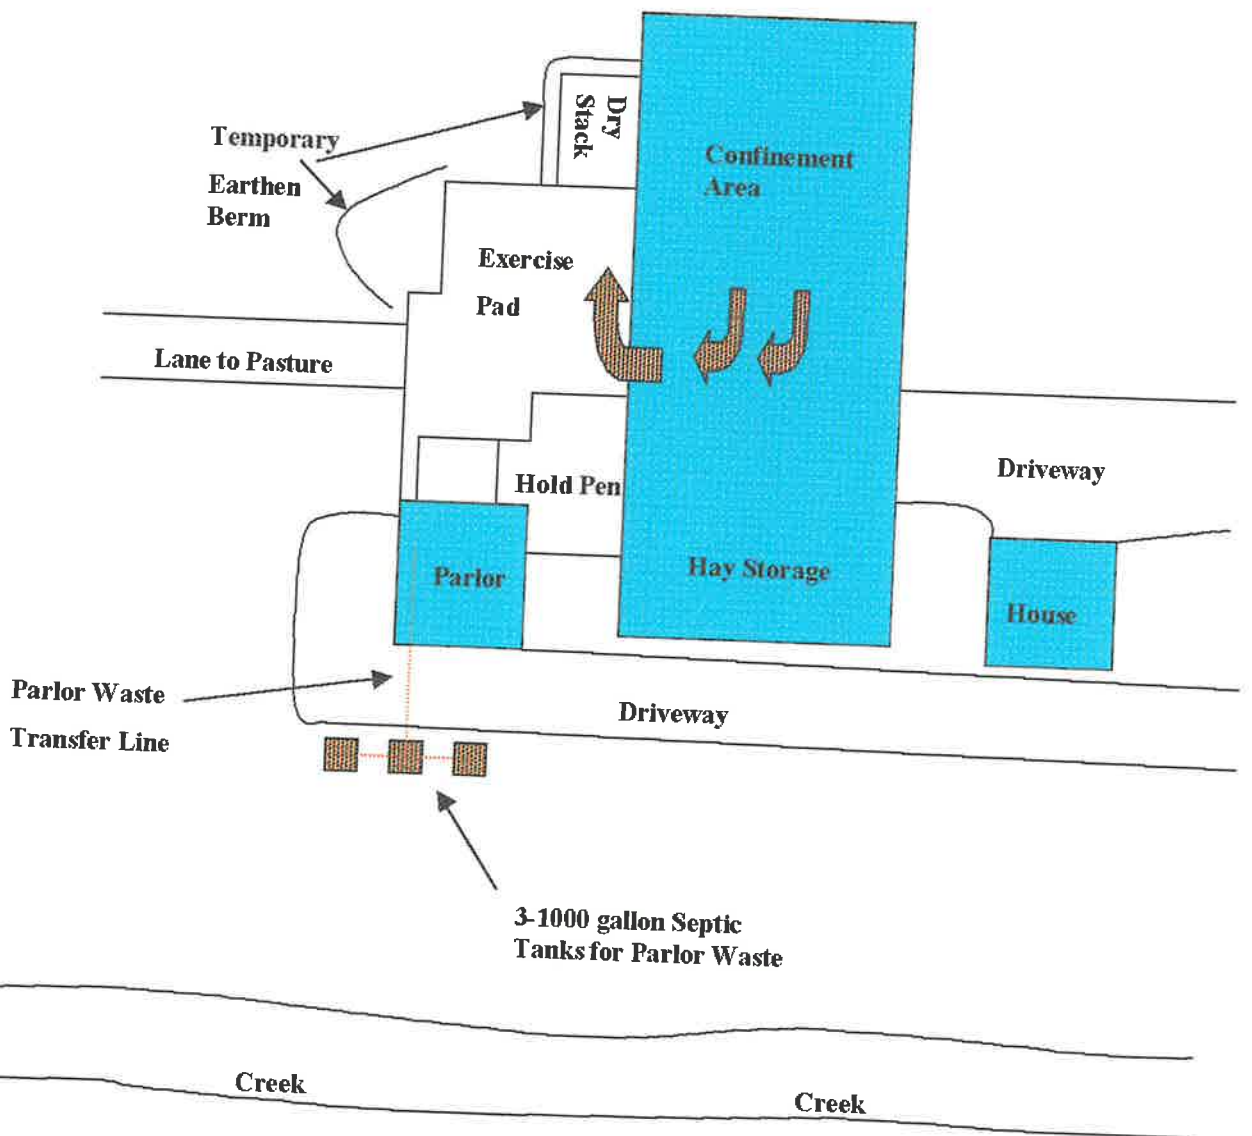 Dry
Stack
Temporary
Earthen
Berm
Confinement
Area
Exercise
Pad
Lane to Pasture
Driveway
Hold Pen
Parlor
Hay Storage
House
Parlor Waste
Transfer Line
Driveway
3-1000 gallon Septic
Tanks for Parlor Waste
Creek
Creek